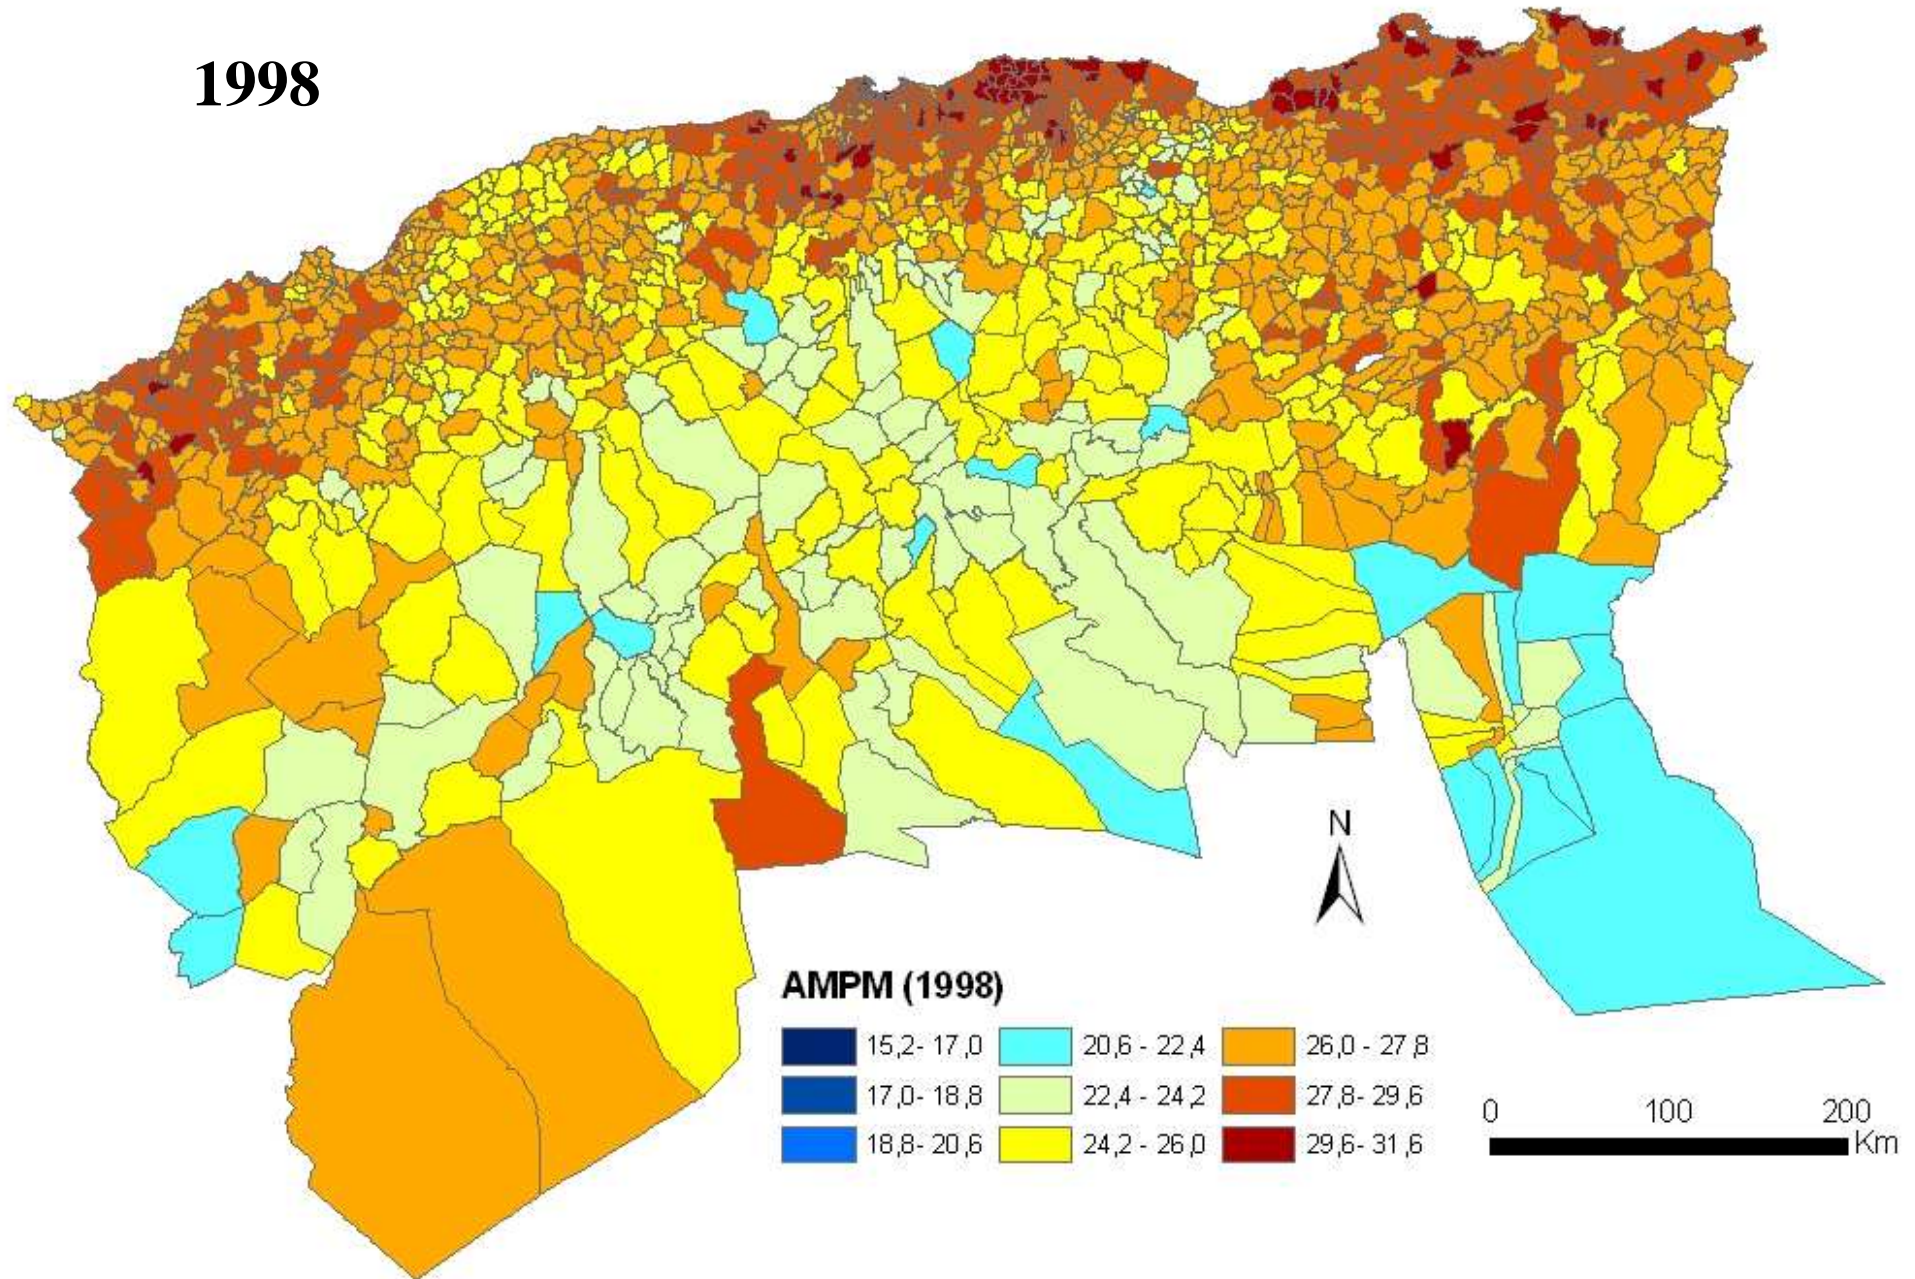 1998
N
AMPM (1998)
15,2- 17,0 20,6 - 22,4 26,0 - 27,8
17,0- 18,8 22,4 - 24,2 27,8- 29,6
18,8- 20,6 24,2 - 26,0 29,6- 31,6
0 100 200
Km